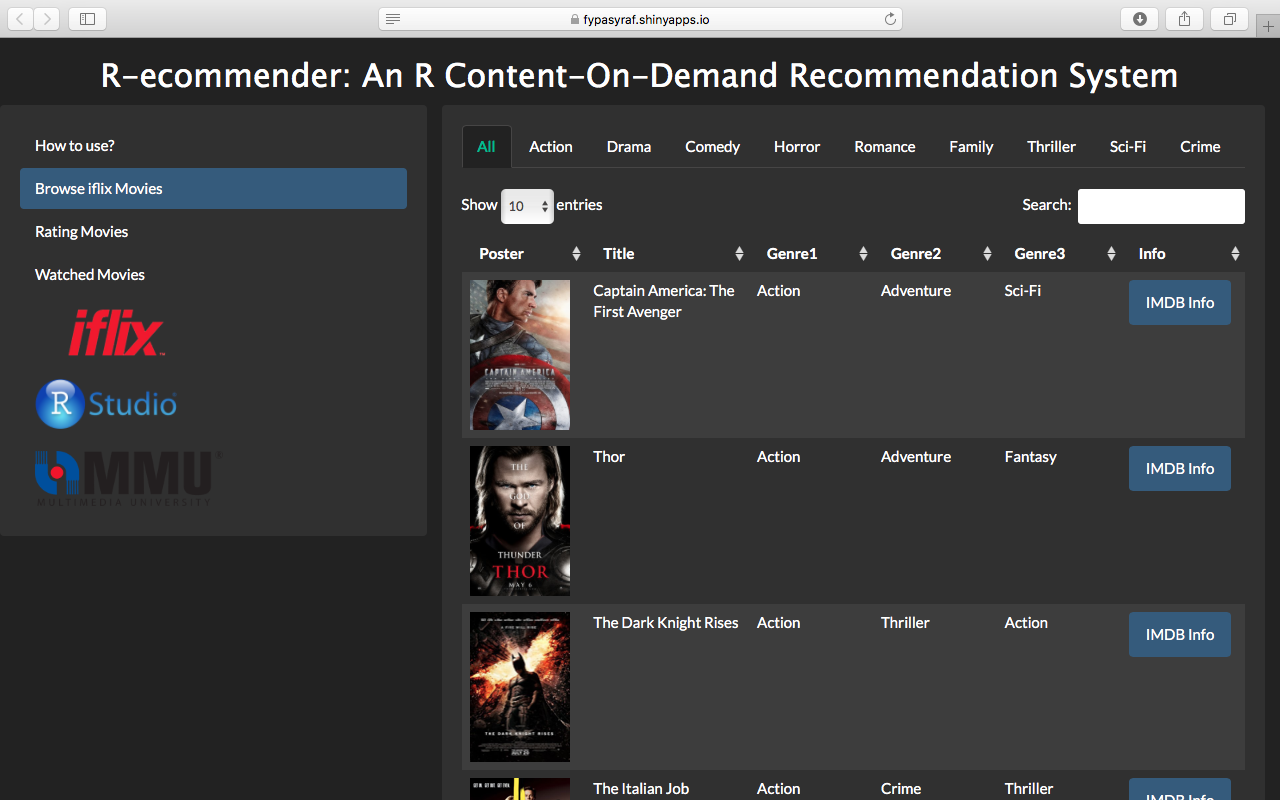 fypasyraf.shinyapps.io
R-ecommender: An R Content-On-Demand Recommendation System
How to use?
Browse iflix Movies
Rating Movies
Watched Movies
iflix™
R Studio®
MMU®
MULTIMEDIA UNIVERSITY
All Action Drama Comedy Horror Romance Family Thriller Sci-Fi Crime
Show 10 entries Search:
Poster Title Genre1 Genre2 Genre3 Info
CAPTAIN AMERICA
Captain America: The Action Adventure Sci-Fi IMDB Info
First Avenger
THE
OF
THUNDER
THOR
MAY 6
Thor Action Adventure Fantasy IMDB Info
A FIRE WILL RISE
THE DARK KNIGHT RISES
The Dark Knight Rises Action Thriller Action IMDB Info
The Italian Job Action Crime Thriller IMDB Info